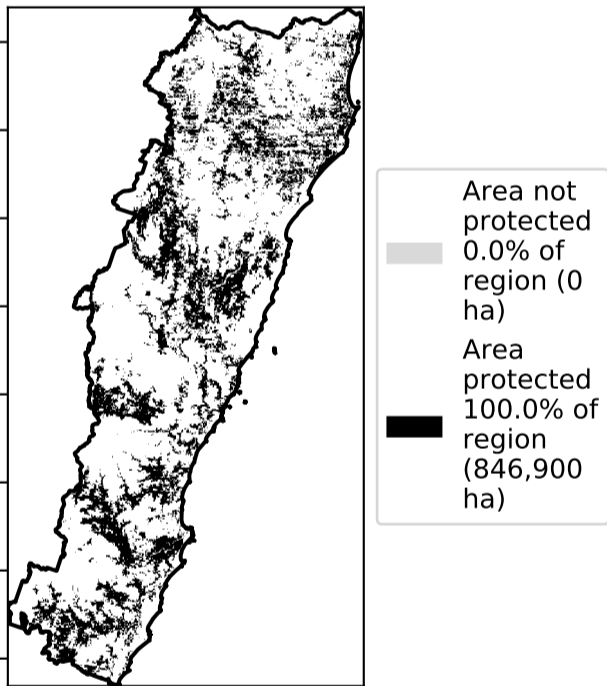 Area not
protected
0.0% of
region (0
ha)
Area
protected
100.0% of
region
(846,900
ha)